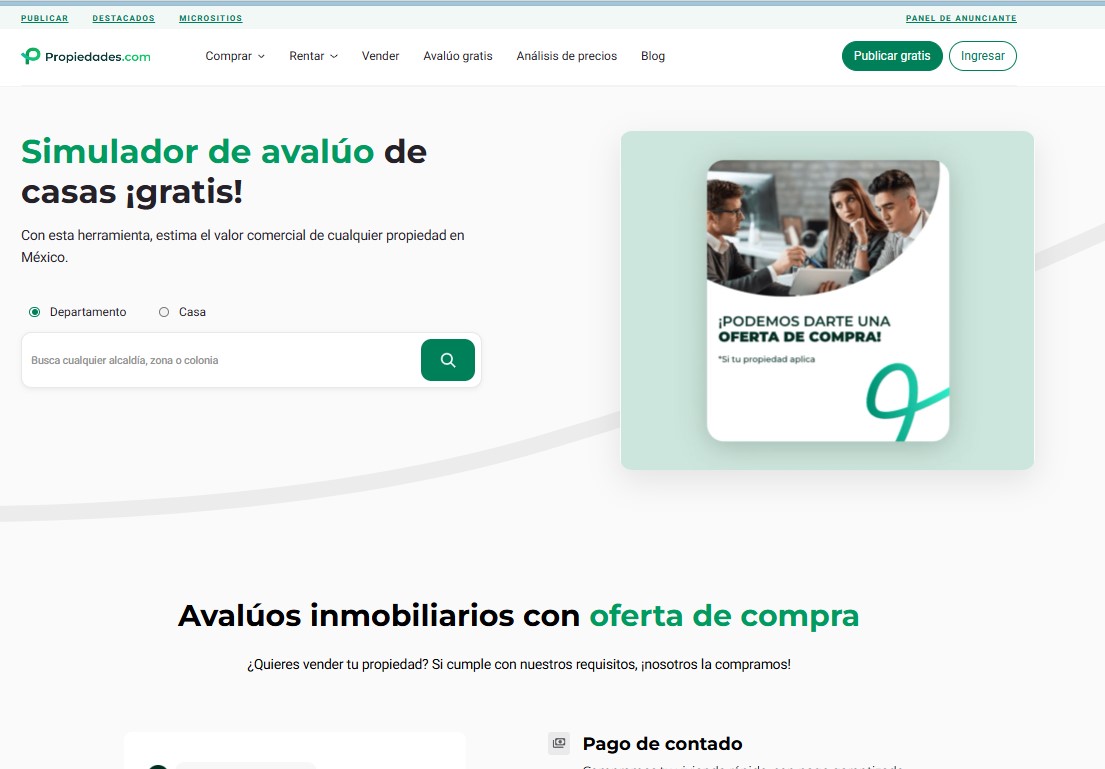 PUBLICAR DESTACADOS MICROSITIOS PANEL DE ANUNCIANTE
Propiedades.com Comprar Rentar Vender Avalúo gratis Análisis de precios Blog Publicar gratis Ingresar
Simulador de avalúo de
casas ¡gratis!
Con esta herramienta, estima el valor comercial de cualquier propiedad en
México.
Departamento Casa
Busca cualquier alcaldía, zona o colonia
¡PODEMOS DARTE UNA
OFERTA DE COMPRA!
*Si tu propiedad aplica
Avalúos inmobiliarios con oferta de compra
¿Quieres vender tu propiedad? Si cumple con nuestros requisitos, ¡nosotros la compramos!
Pago de contado